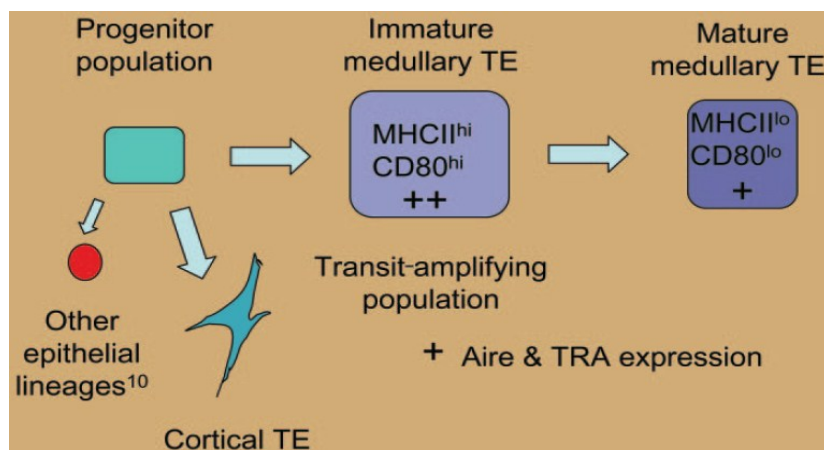 Progenitor
population
Immature
medullary TE
Mature
medullary TE
MHCIIhi
CD80hi
++
MHCIIlo
CD80lo
+
Transit-amplifying
population
Other
epithelial
lineages10
+ Aire & TRA expression
Cortical TE